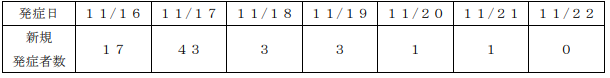 発症日 １１/１６ １１/１７ １１/１８ １１/１９ １１/２０ １１/２１ １１/２２
新規
発症者数 １７ ４３ ３ ３ １ １ ０